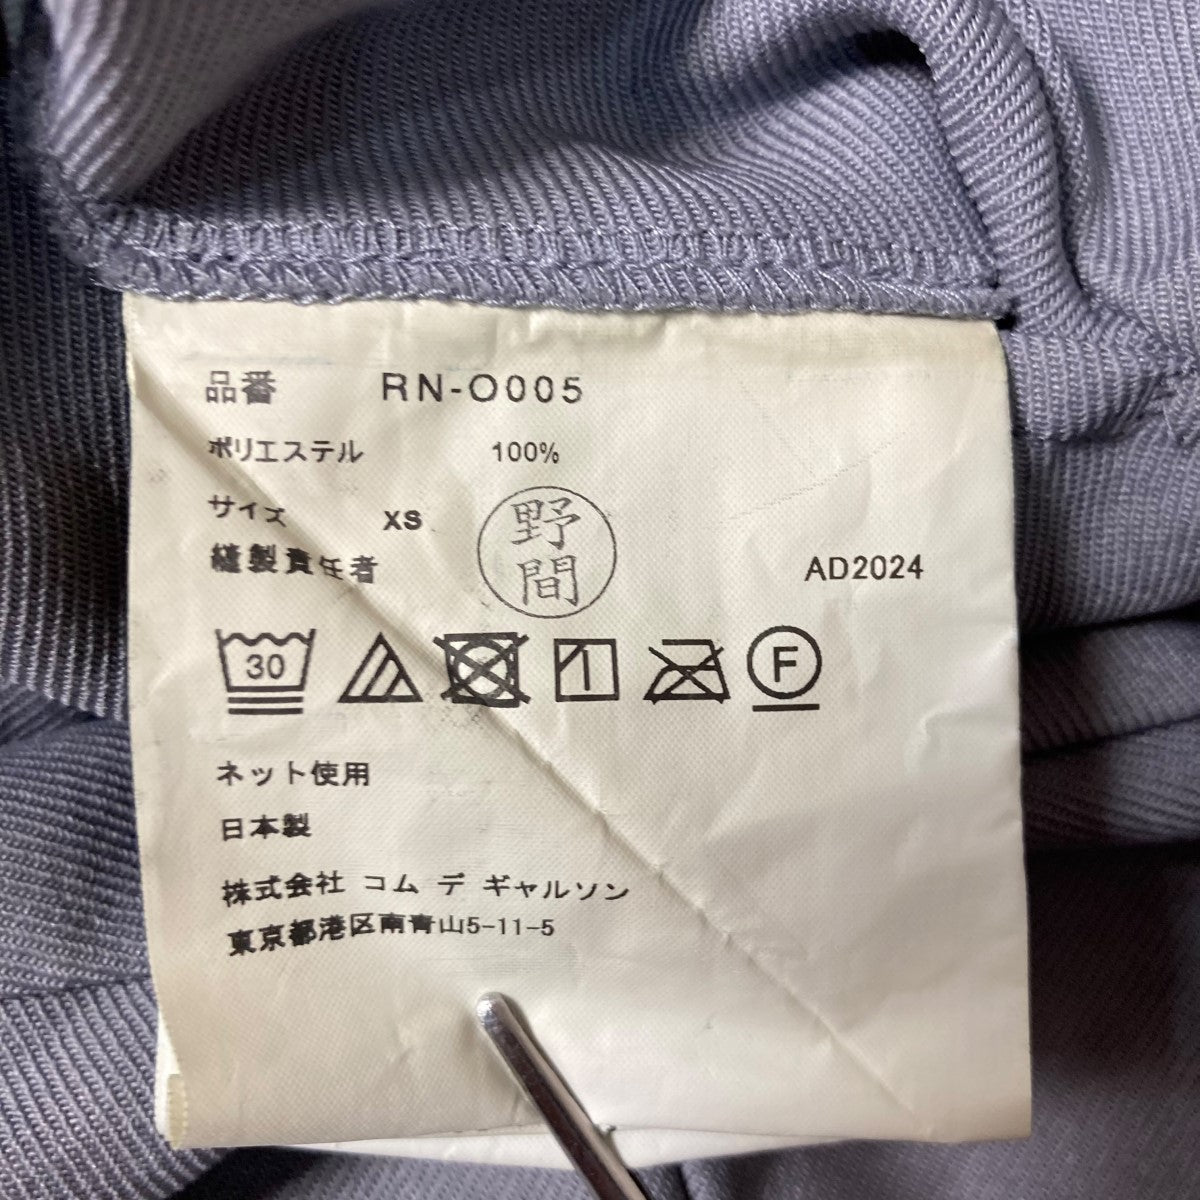 品番 RN-O005
ポリエステル 100%
サイズ XS
野間
縫製責任者
AD2024
30
F
ネット使用
日本製
株式会社 コム デ ギャルソン
東京都港区南青山5-11-5